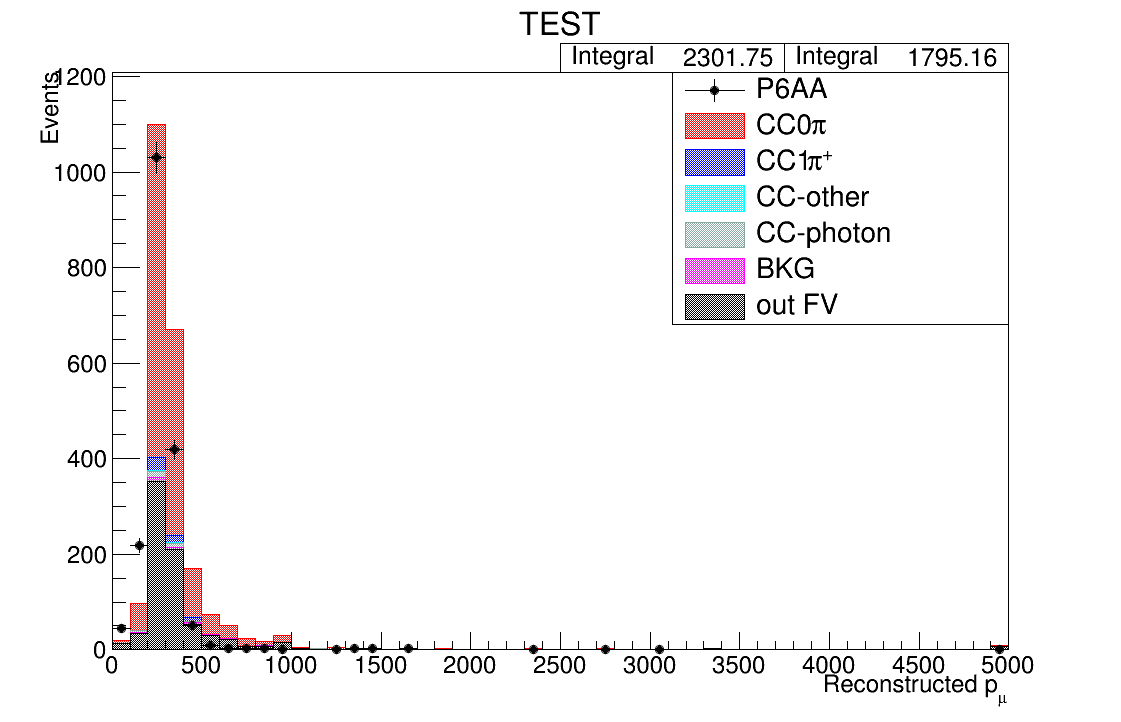 TEST
Integral 2301.75 Integral 1795.16
Events
1200
1000
800
600
400
200
0
P6AA
CC0π
CC1π⁺
CC-other
CC-photon
BKG
out FV
0 500 1000 1500 2000 2500 3000 3500 4000 4500 5000
Reconstructed p_μ